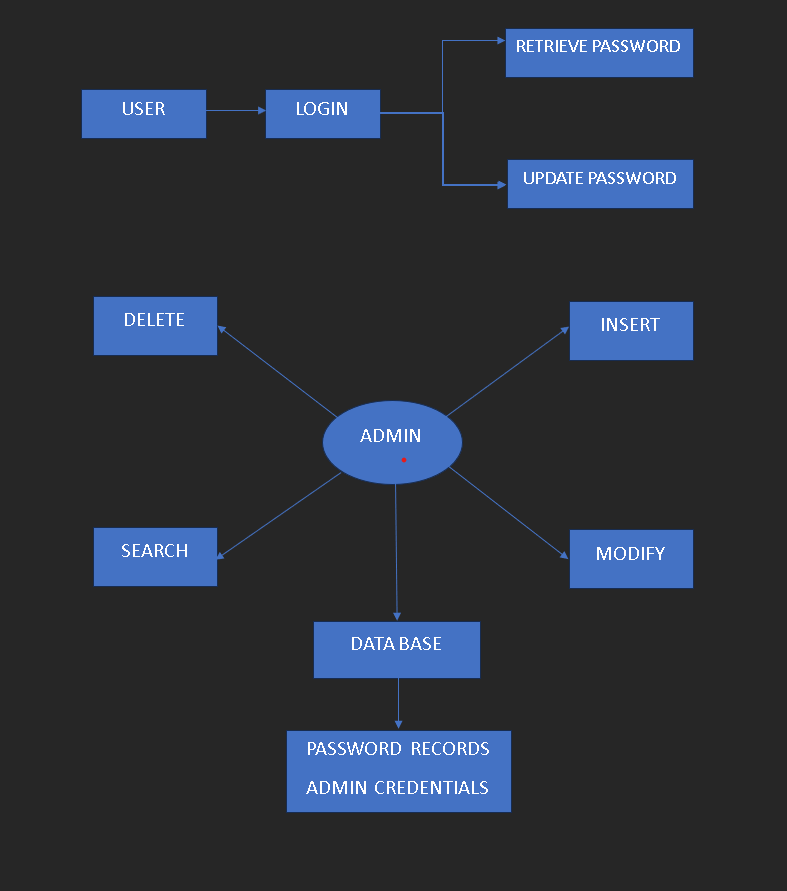 RETRIEVE PASSWORD
USER
LOGIN
UPDATE PASSWORD
DELETE
INSERT
ADMIN
SEARCH
MODIFY
DATA BASE
PASSWORD RECORDS
ADMIN CREDENTIALS